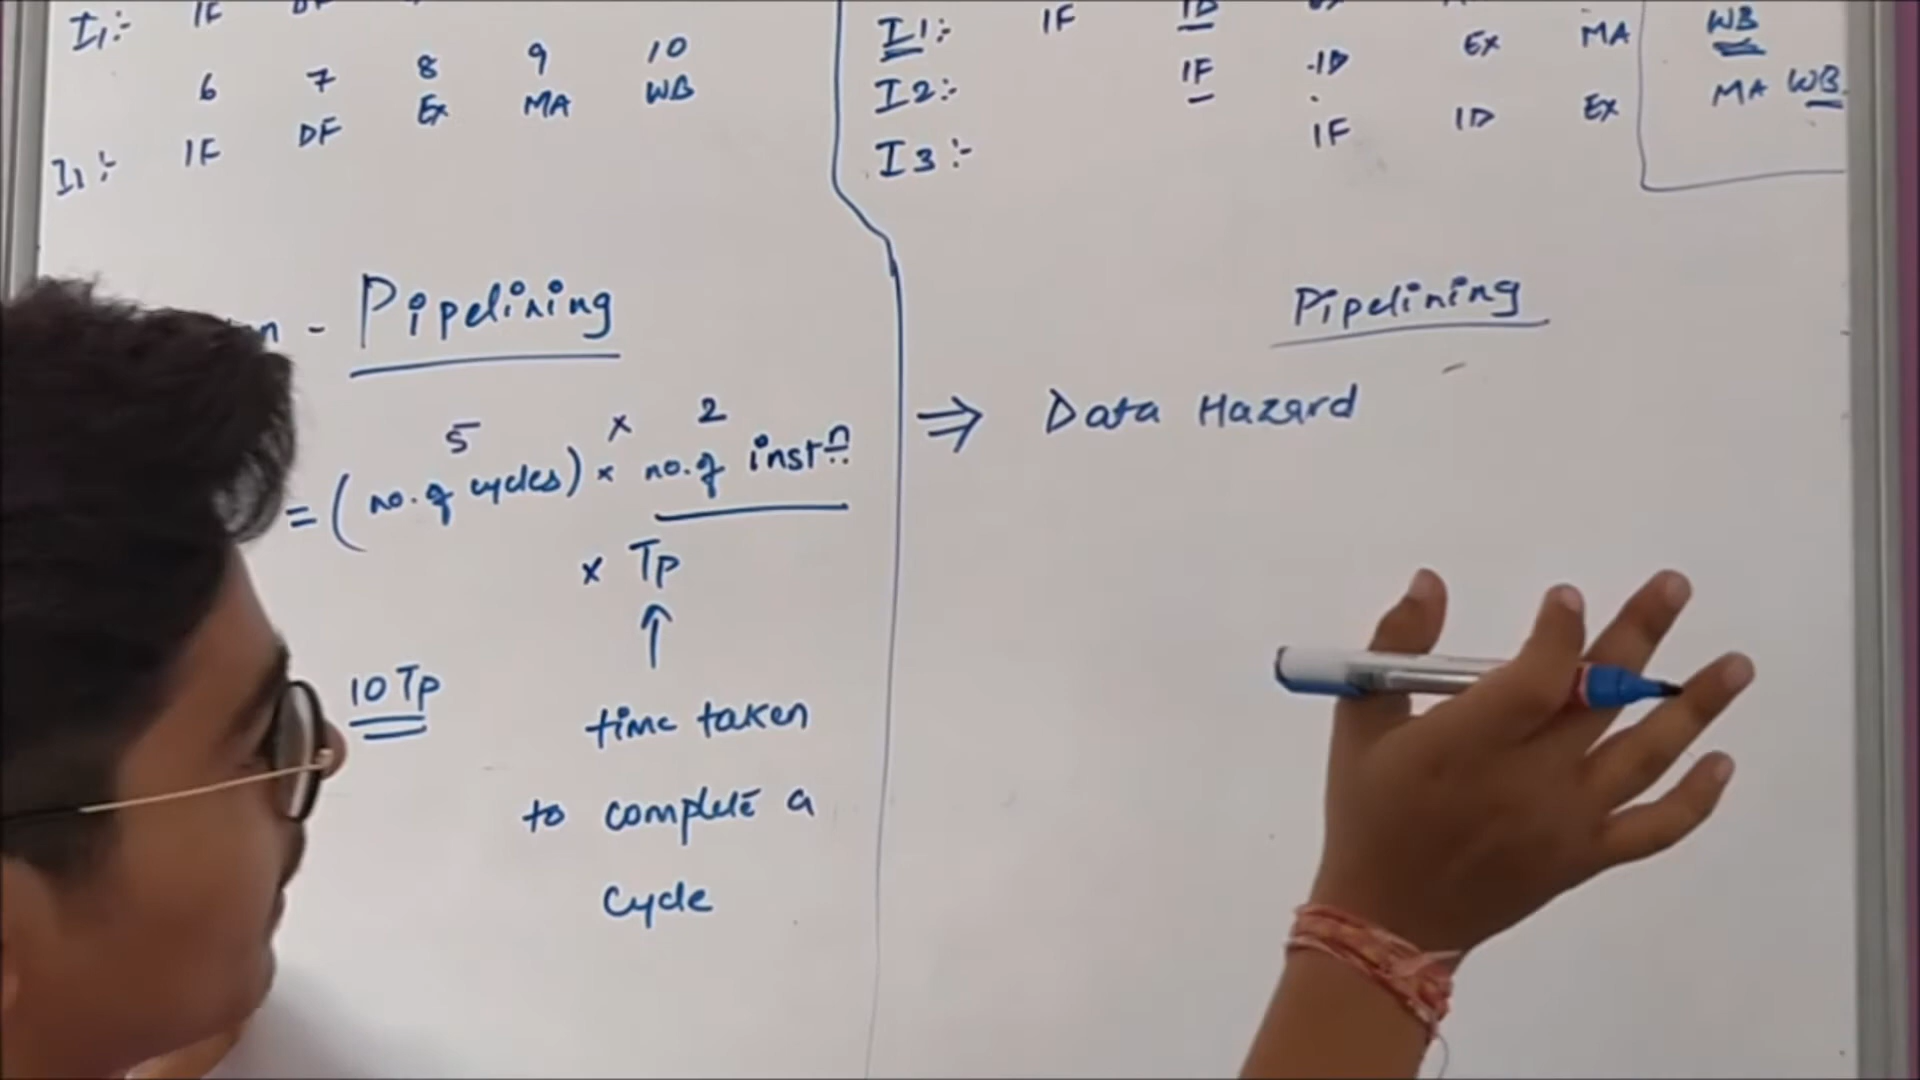 I1:- IF DF
6 7 8 9 10
I1:- IF DF Ex MA WB
n - Pipelining
5 x 2
= (no. of cycles) x no. of instn
x Tp
↑
10 Tp
time taken
to complete a
cycle
I1:- IF ID WB
I2:- IF ID Ex MA
I3:- IF ID Ex MA WB
Pipelining
⇒ Data Hazard